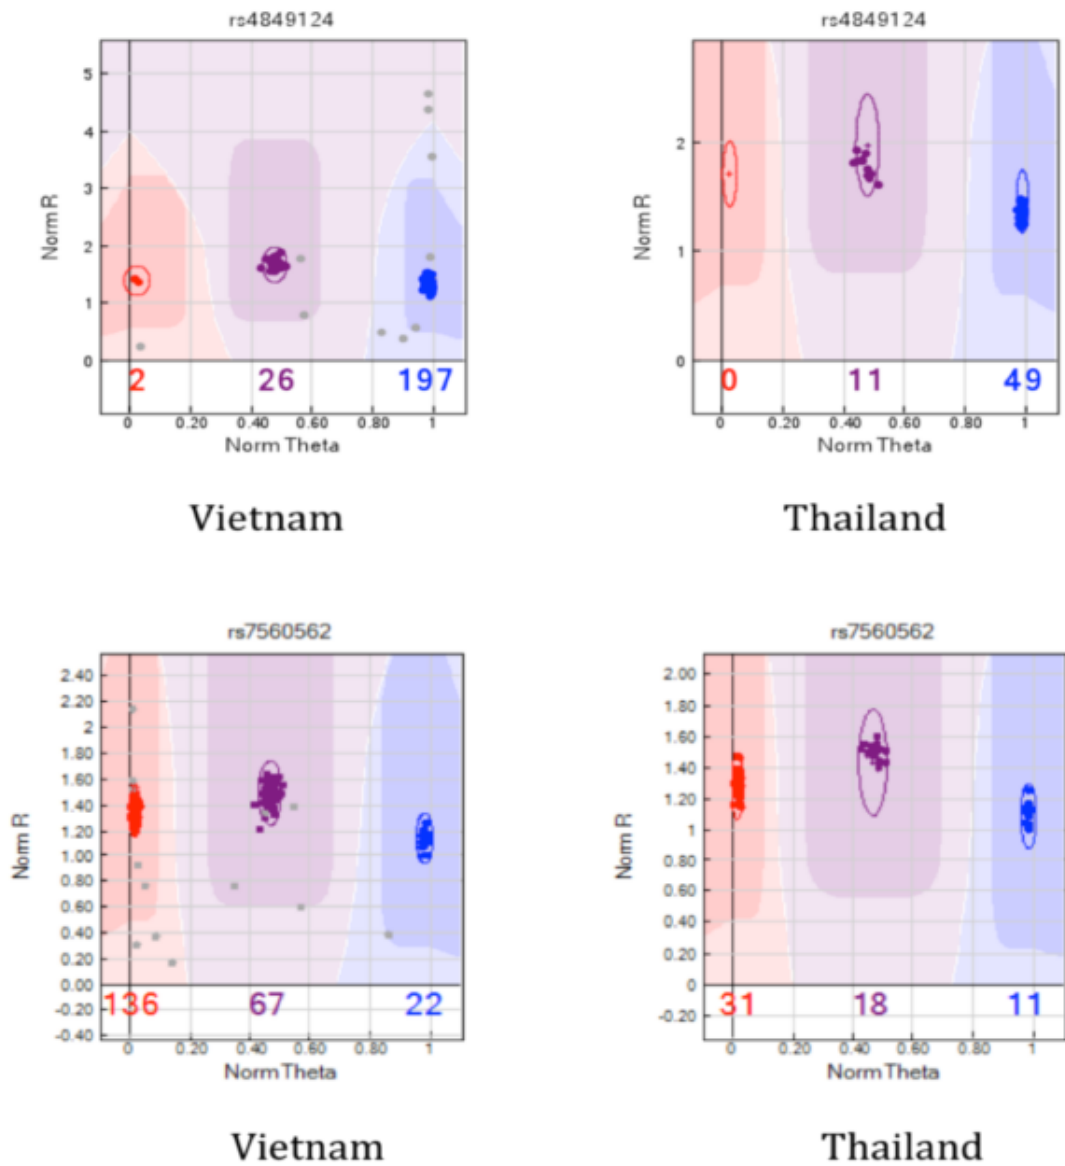 rs4849124
5
4
3
2
1
0
Norm R
2 26 197
0 0.20 0.40 0.60 0.80 1
Norm Theta
Vietnam
rs4849124
2
1
0
Norm R
0 11 49
0 0.20 0.40 0.60 0.80 1
Norm Theta
Thailand
rs7560562
2.40
2.20
2
1.80
1.60
1.40
1.20
1.00
0.80
0.60
0.40
0.20
0.00
-0.20
-0.40
Norm R
136 67 22
0 0.20 0.40 0.60 0.80 1
Norm Theta
Vietnam
rs7560562
2.00
1.80
1.60
1.40
1.20
1
0.80
0.60
0.40
0.20
0
-0.20
Norm R
31 18 11
0 0.20 0.40 0.60 0.80 1
Norm Theta
Thailand